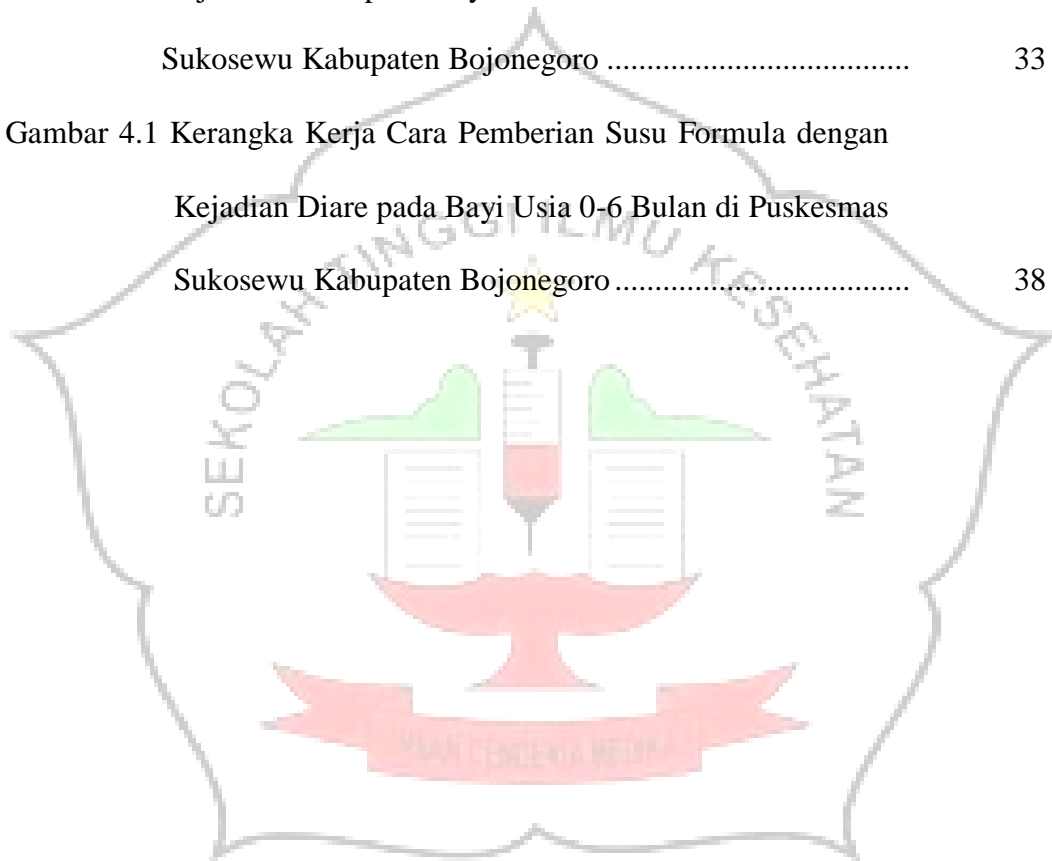 Sukosewu Kabupaten Bojonegoro ...................................... 33
Gambar 4.1 Kerangka Kerja Cara Pemberian Susu Formula dengan
Kejadian Diare pada Bayi Usia 0-6 Bulan di Puskesmas
Sukosewu Kabupaten Bojonegoro ..................................... 38
SEKOLAH TINGGI ILMU KESEHATAN